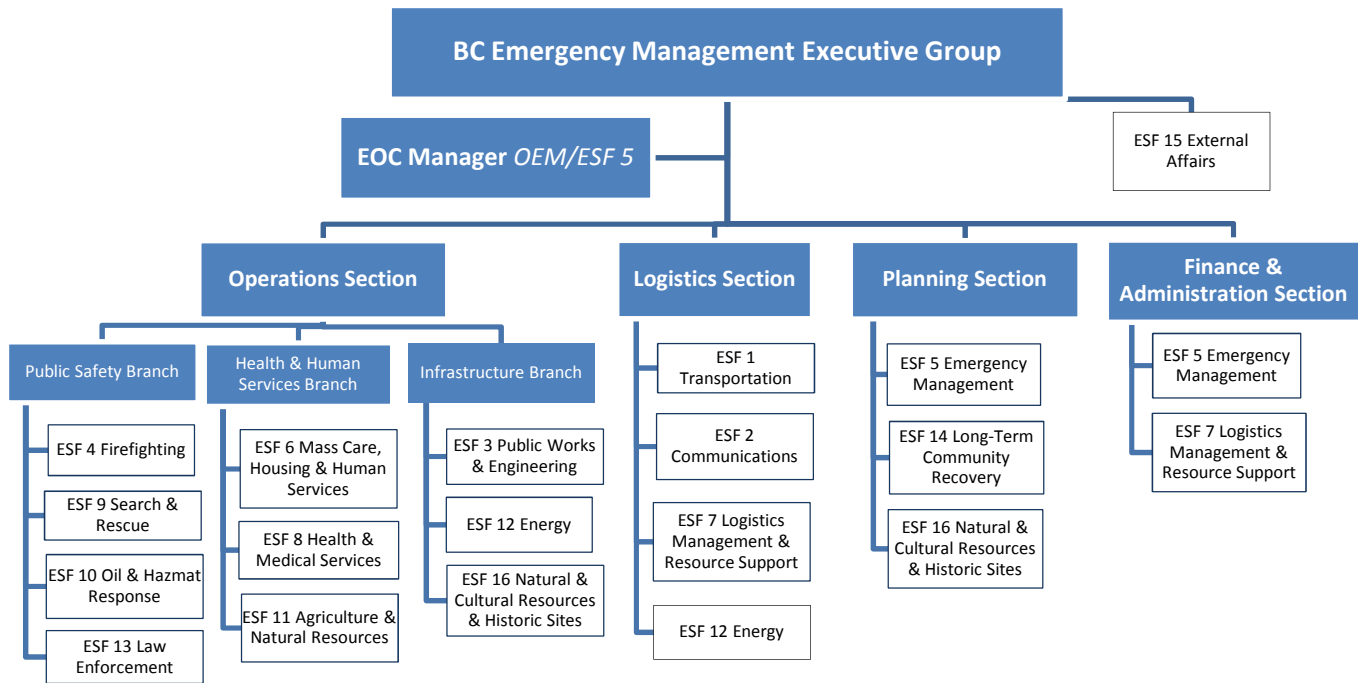 BC Emergency Management Executive Group
ESF 15 External
Affairs
EOC Manager OEM/ESF 5
Operations Section
Logistics Section
Planning Section
Finance &
Administration Section
Public Safety Branch
Health & Human
Services Branch
Infrastructure Branch
ESF 4 Firefighting
ESF 9 Search &
Rescue
ESF 10 Oil & Hazmat
Response
ESF 13 Law
Enforcement
ESF 6 Mass Care,
Housing & Human
Services
ESF 8 Health &
Medical Services
ESF 11 Agriculture &
Natural Resources
ESF 3 Public Works
& Engineering
ESF 12 Energy
ESF 16 Natural &
Cultural Resources
& Historic Sites
ESF 1
Transportation
ESF 2
Communications
ESF 7 Logistics
Management &
Resource Support
ESF 12 Energy
ESF 5 Emergency
Management
ESF 14 Long-Term
Community
Recovery
ESF 16 Natural &
Cultural Resources
& Historic Sites
ESF 5 Emergency
Management
ESF 7 Logistics
Management &
Resource Support